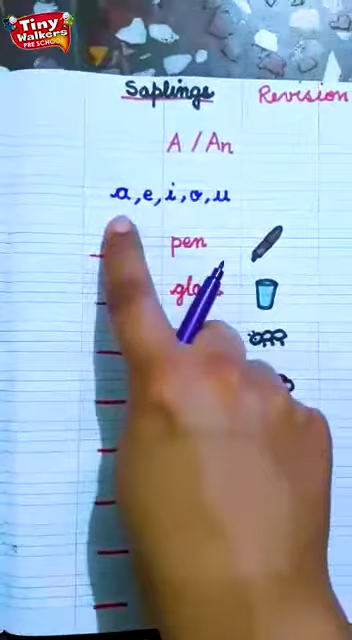 Tiny
Walkers
PRE SCHOOL
Saplings Revision
A / An
a, e, i, o, u
pen